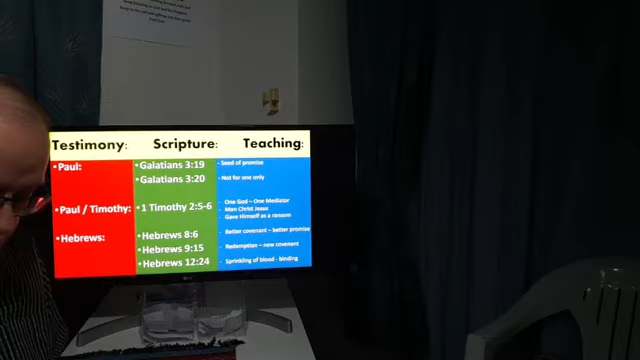 Testimony: Scripture: Teaching:
• Paul: • Galatians 3:19 - Seed of promise
• Galatians 3:20 - Not for one only
• Paul / Timothy: • 1 Timothy 2:5-6 - One God – One Mediator
- Man Christ Jesus
Gave Himself as a ransom
• Hebrews: • Hebrews 8:6 Better covenant – better promise
• Hebrews 9:15 - Redemption – new covenant
• Hebrews 12:24 - Sprinkling of blood - binding
LG